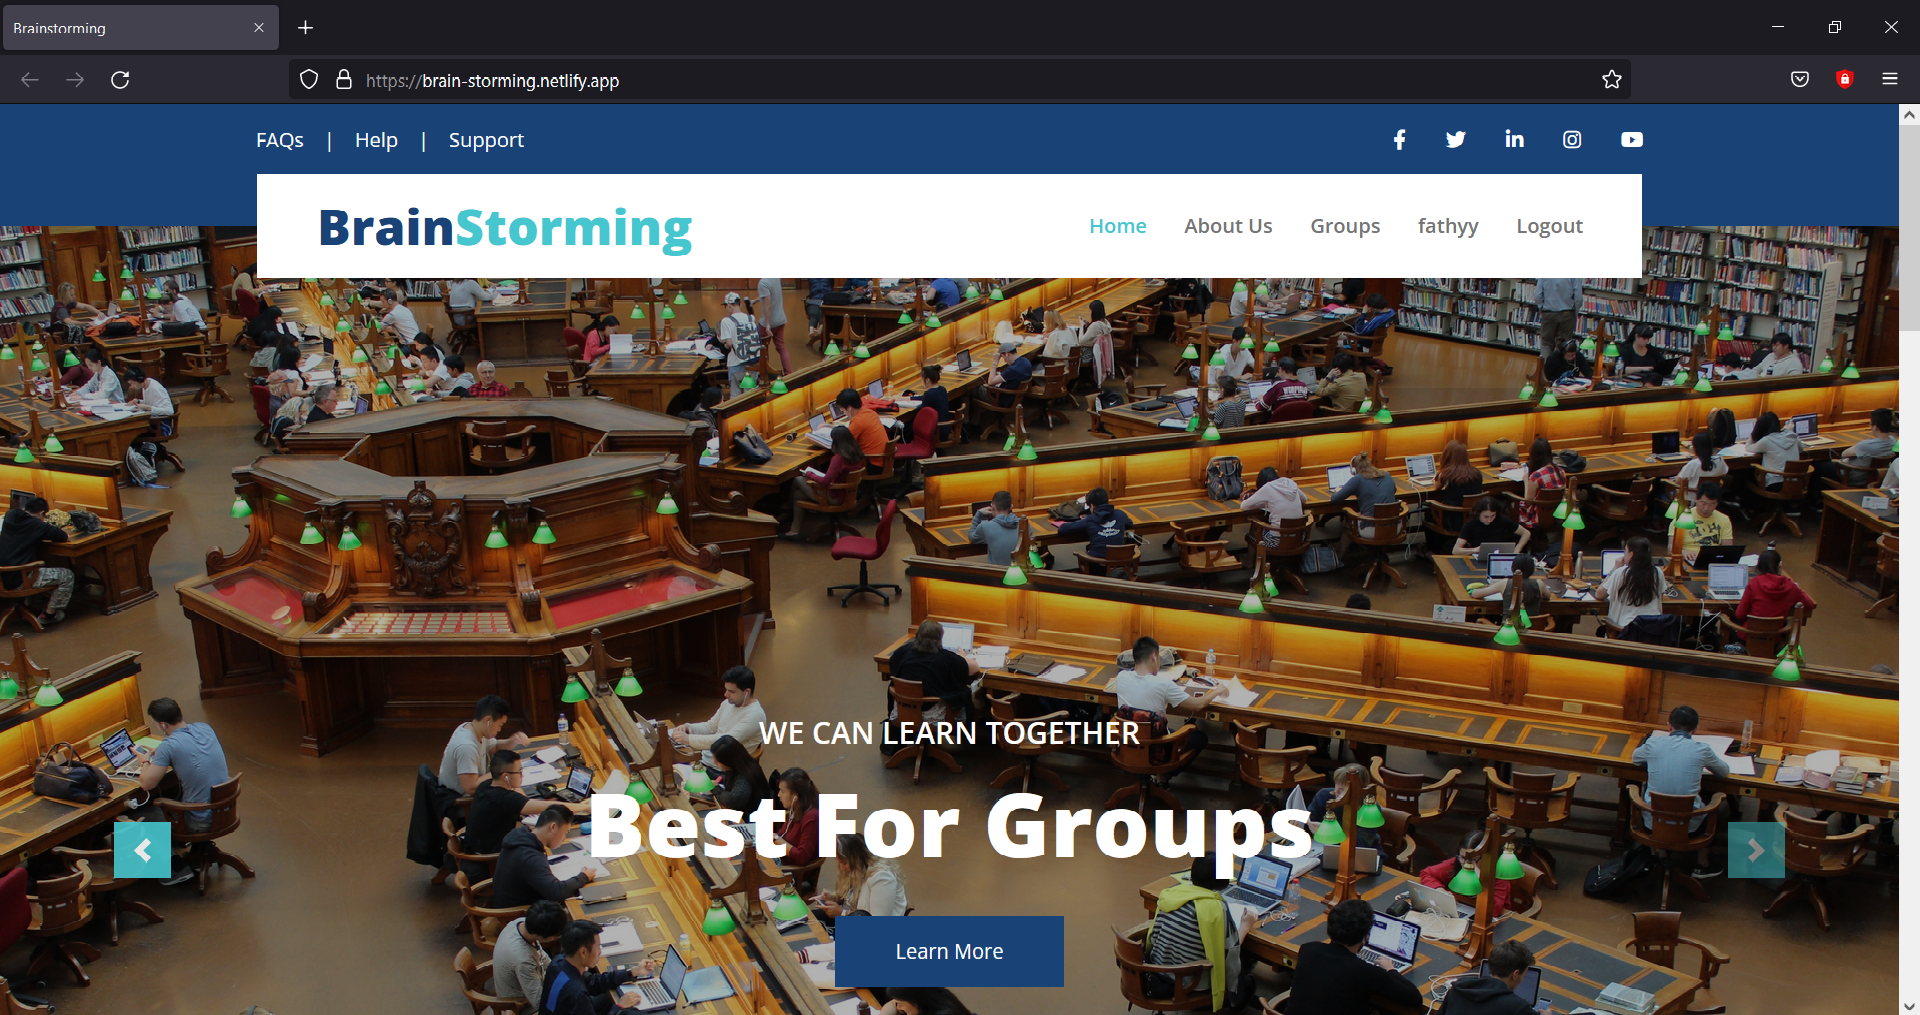 Brainstorming
https://brain-storming.netlify.app
FAQs | Help | Support
BrainStorming
Home About Us Groups fathyy Logout
WE CAN LEARN TOGETHER
Best For Groups
Learn More